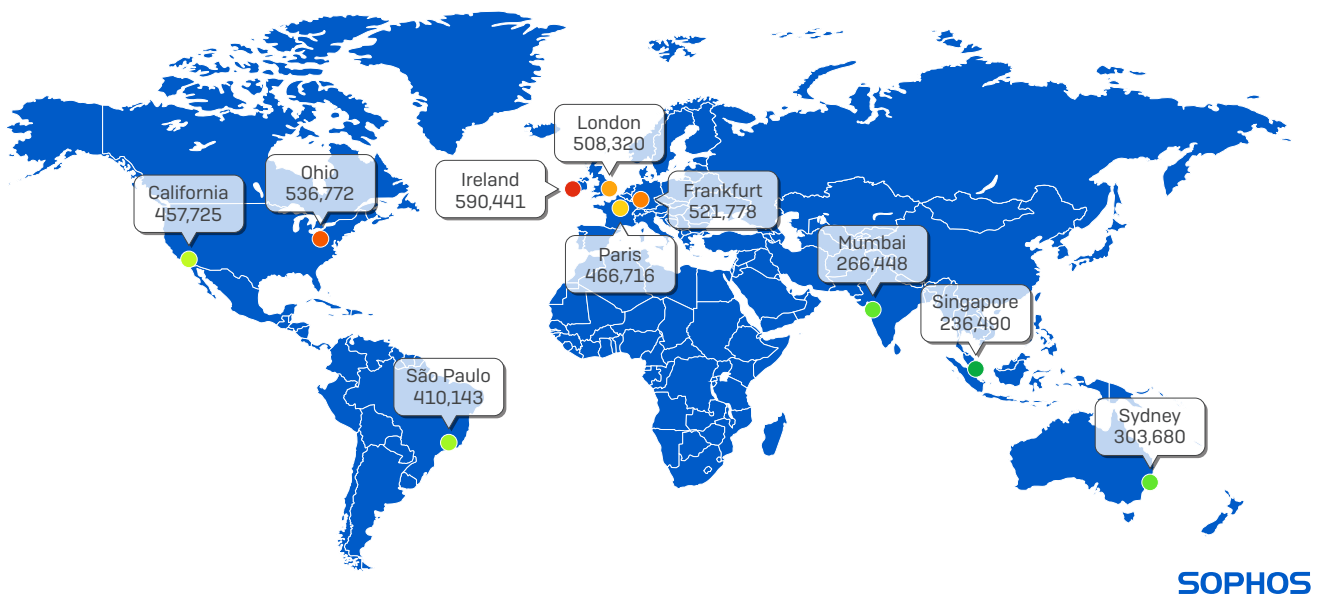 London
508,320
Ohio
536,772
Ireland
590,441
California
457,725
Frankfurt
521,778
Paris
466,716
Mumbai
266,448
Singapore
236,490
São Paulo
410,143
Sydney
303,680
SOPHOS